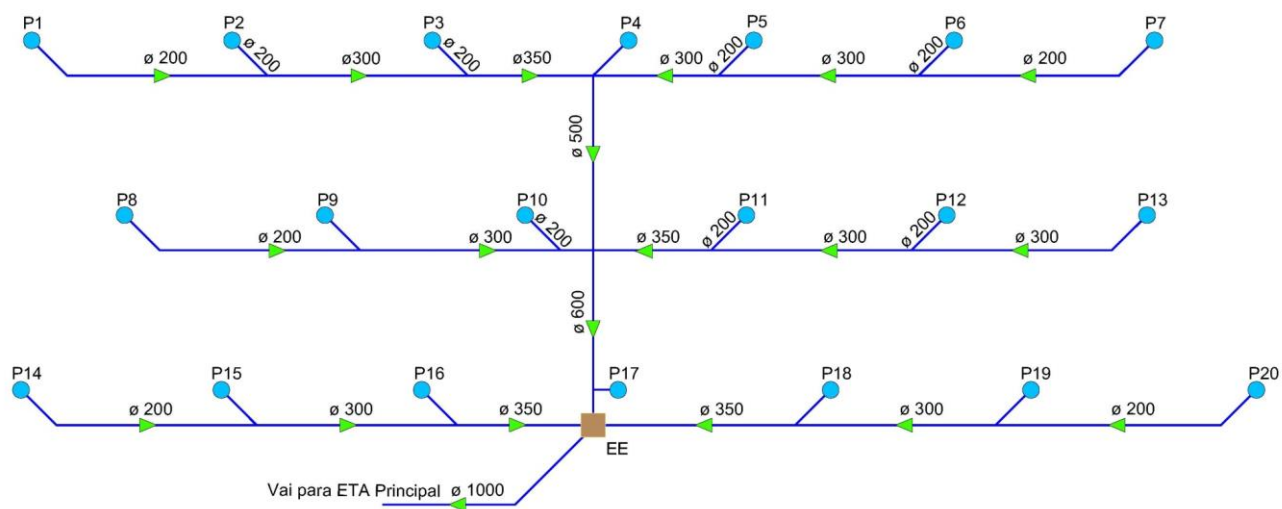 P1 P2 P3 P4 P5 P6 P7
ø 200 ø 200 ø300 ø 200 ø350 ø 300 ø 200 ø 300 ø 200 ø 200
ø 500
P8 P9 P10 P11 P12 P13
ø 200 ø 300 ø 200 ø 350 ø 200 ø 300 ø 200 ø 300
ø 600
P14 P15 P16 P17 P18 P19 P20
ø 200 ø 300 ø 350 ø 350 ø 300 ø 200
EE
Vai para ETA Principal ø 1000